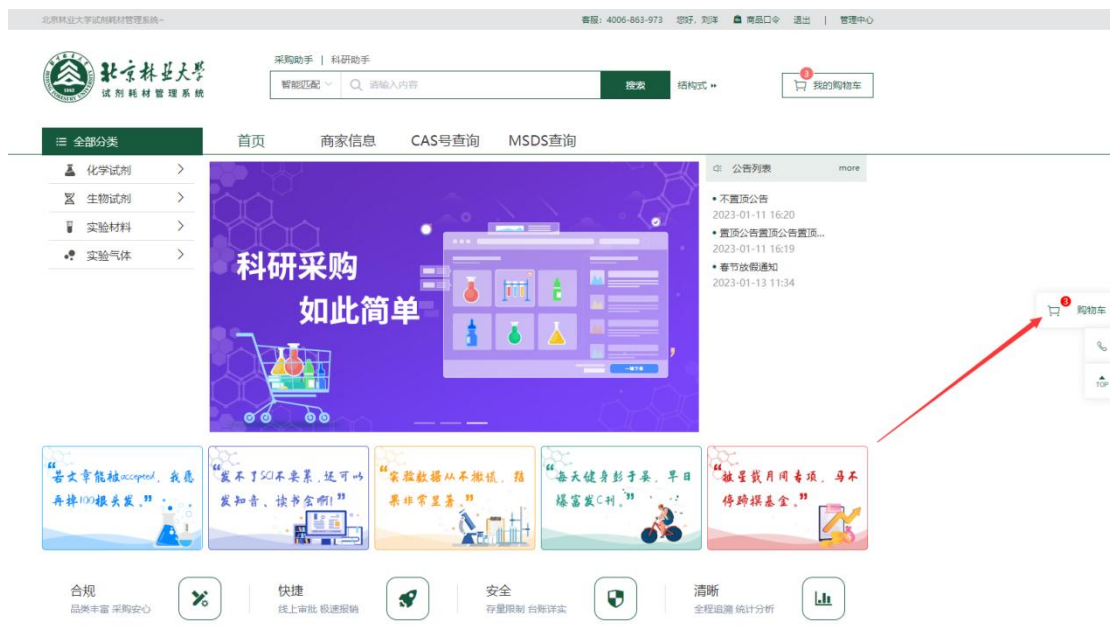 北京林业大学试剂耗材管理系统~
客服：4006-863-973 您好，刘洋 商品口令 退出 | 管理中心
北京林业大学
试剂耗材管理系统
采购助手 | 科研助手
智能匹配 请输入内容 搜索 结构式
3 我的购物车
全部分类 首页 商家信息 CAS号查询 MSDS查询
化学试剂
生物试剂
实验材料
实验气体
科研采购
如此简单
公告列表 more
•不置顶公告
2023-01-11 16:20
•置顶公告置顶公告置顶...
2023-01-11 16:19
•春节放假通知
2023-01-13 11:34
3 购物车
TOP
“若文章能被accepted，我愿
再掉100根头发。”
“发不了SCI不要紧，还可以
发知音、读书会啊！”
“实验数据从不撒谎，结
果非常显著。”
“每天健身彭于晏，早日
爆富发C刊。”
“披星戴月闯专项，马不
停蹄探基金。”
合规
品类丰富 采购安心
快捷
线上审批 极速报销
安全
存量限制 台账详实
清晰
全程追溯 统计分析